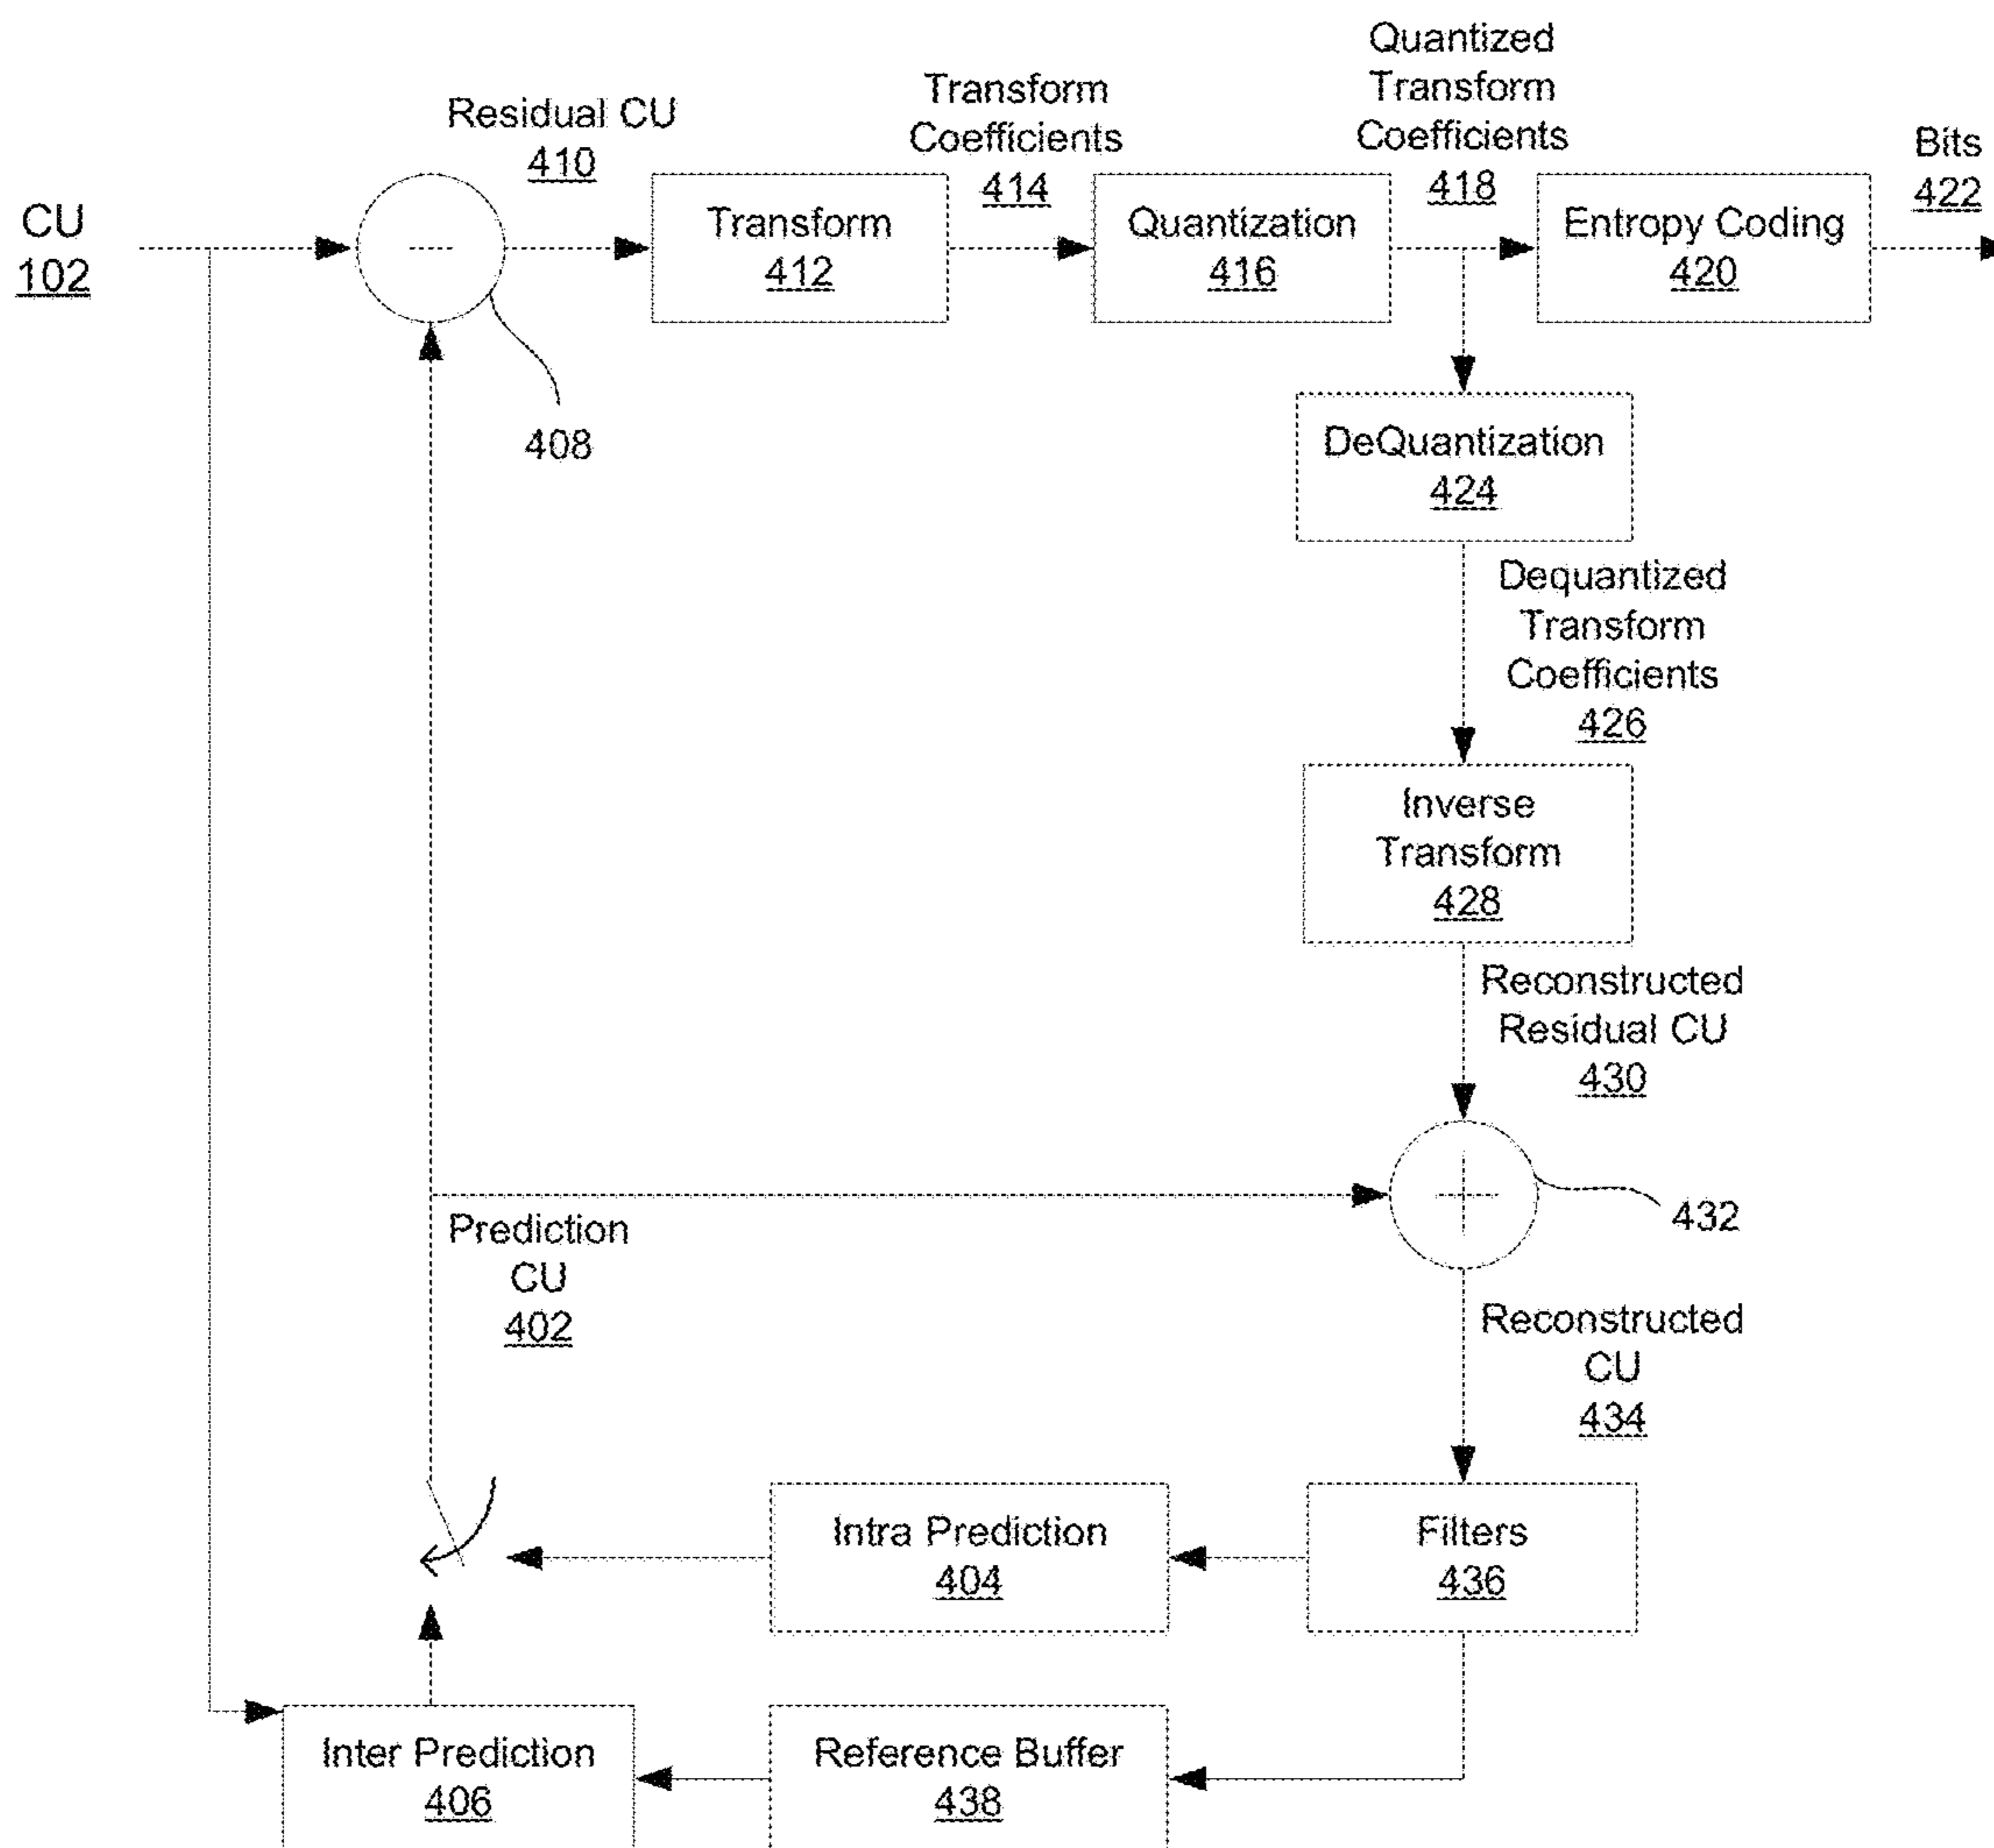 CU
102
Residual CU
410
Transform
412
Transform
Coefficients
414
Quantization
416
Quantized
Transform
Coefficients
418
Entropy Coding
420
Bits
422
408
DeQuantization
424
Dequantized
Transform
Coefficients
426
Inverse
Transform
428
Reconstructed
Residual CU
430
432
Prediction
CU
402
Reconstructed
CU
434
Intra Prediction
404
Filters
436
Inter Prediction
406
Reference Buffer
438